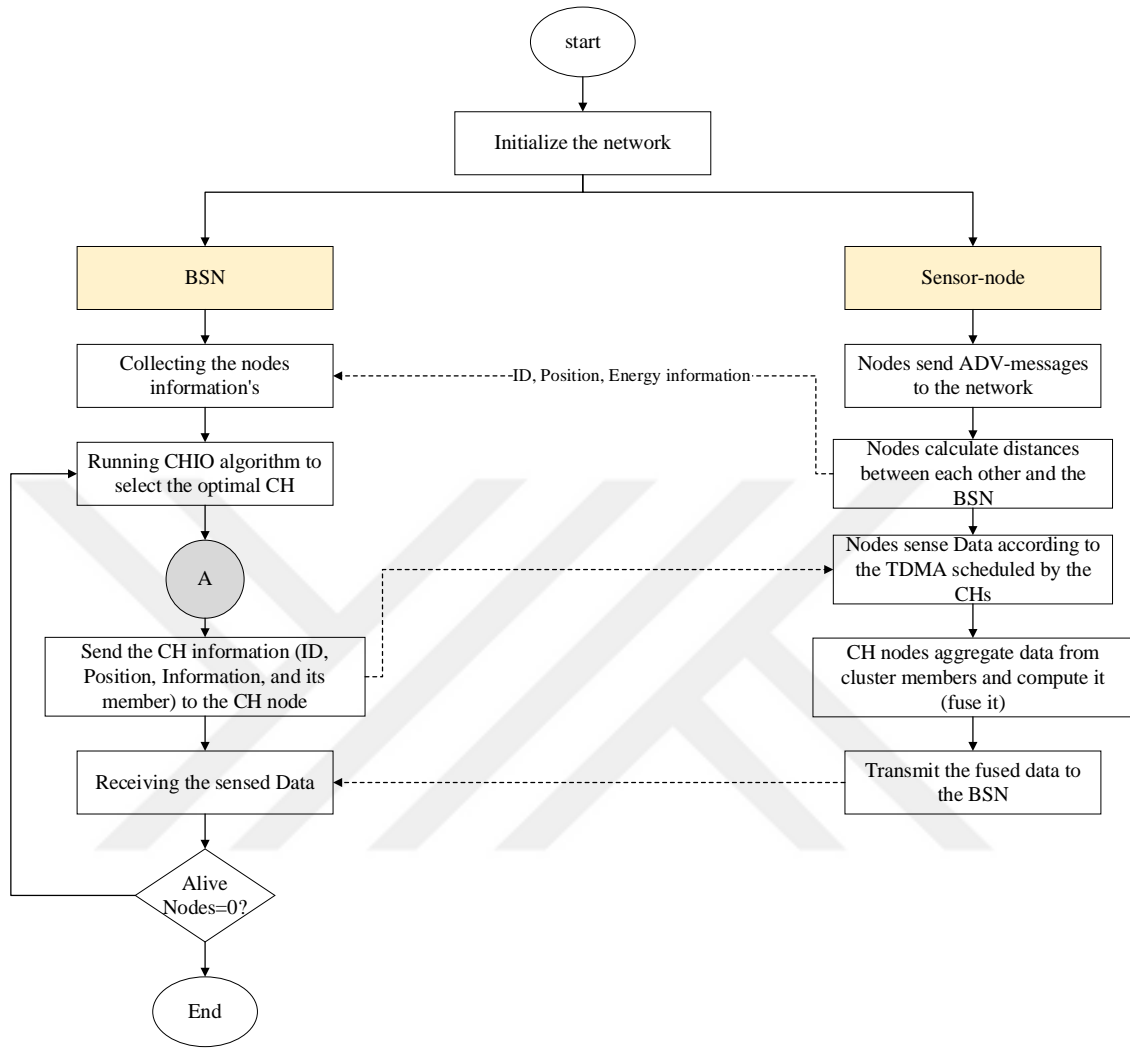 start
Initialize the network
BSN
Sensor-node
Collecting the nodes
information's
ID, Position, Energy information
Nodes send ADV-messages
to the network
Running CHIO algorithm to
select the optimal CH
Nodes calculate distances
between each other and the
BSN
A
Nodes sense Data according to
the TDMA scheduled by the
CHs
Send the CH information (ID,
Position, Information, and its
member) to the CH node
CH nodes aggregate data from
cluster members and compute it
(fuse it)
Receiving the sensed Data
Transmit the fused data to
the BSN
Alive
Nodes=0?
End